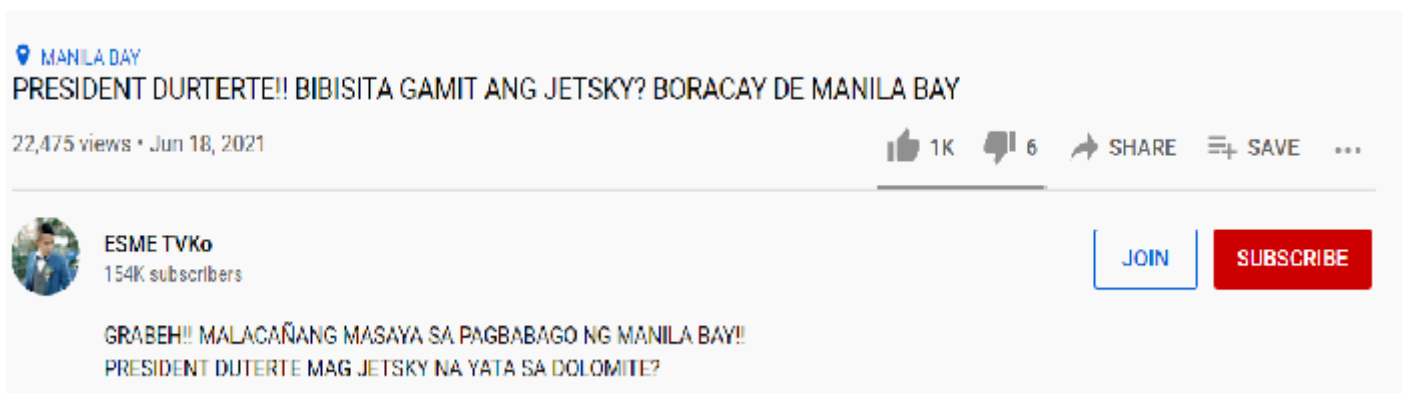 MANILA BAY
PRESIDENT DURTERTE!! BIBISITA GAMIT ANG JETSKY? BORACAY DE MANILA BAY
22,475 views • Jun 18, 2021
1K 6 SHARE SAVE ...
ESME TVKo
154K subscribers
JOIN SUBSCRIBE
GRABEH!! MALACAÑANG MASAYA SA PAGBABAGO NG MANILA BAY!!
PRESIDENT DUTERTE MAG JETSKY NA YATA SA DOLOMITE?